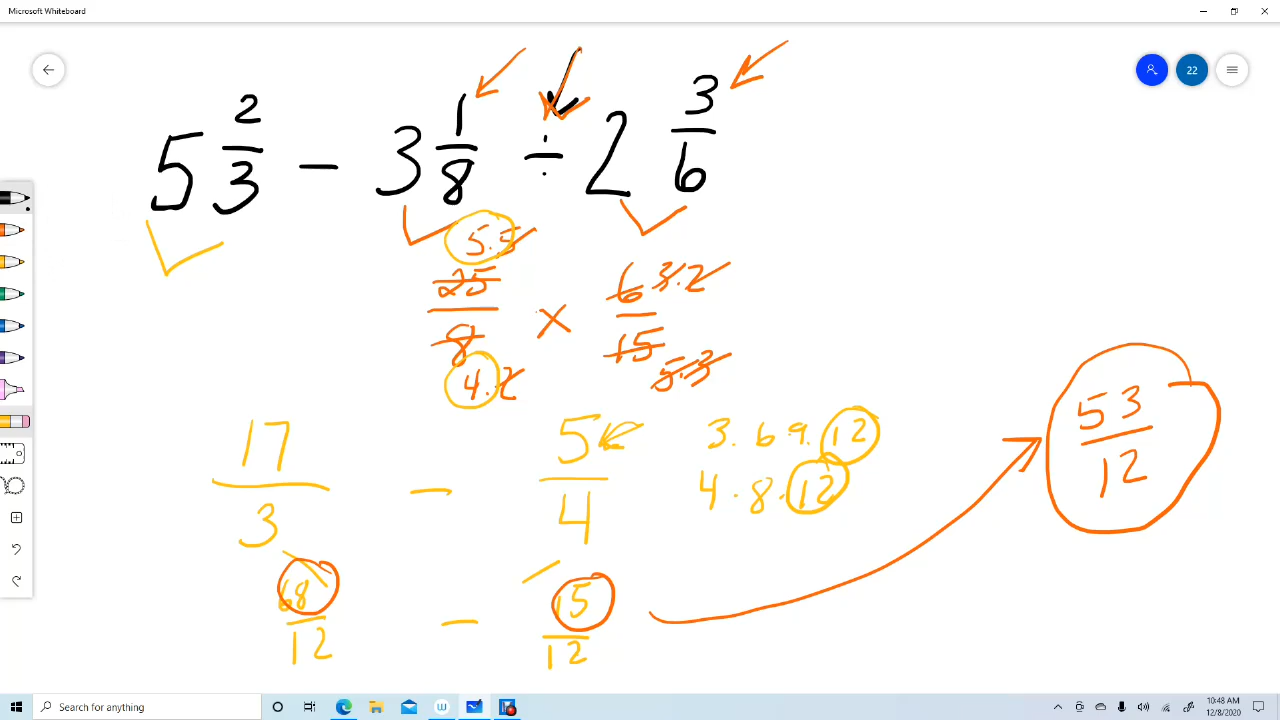 Microsoft Whiteboard
22
5 2/3 - 3 1/8 ÷ 2 3/6
5.5 3.2
25/8 × 6/15
4.2 5.3
17/3 - 5/4
3. 6 9. 12
4. 8. 12
53/12
68/12 - 15/12
Search for anything
10:48 AM
12/8/2020